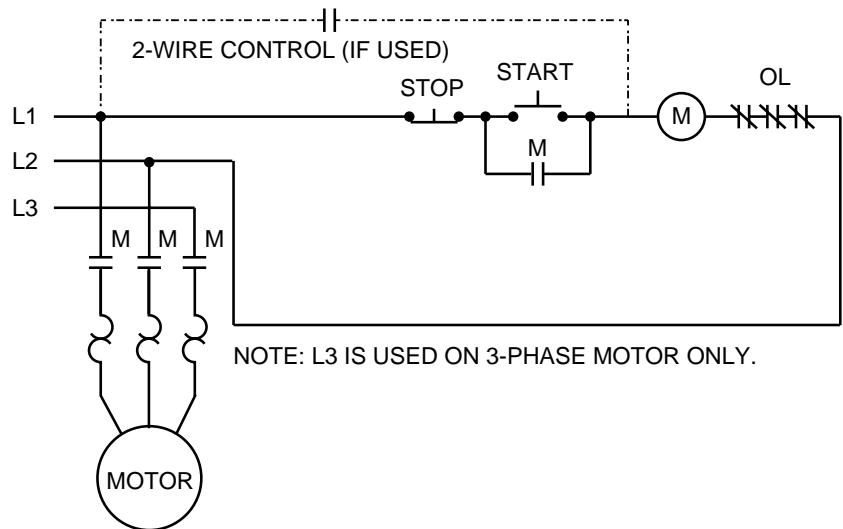 2-WIRE CONTROL (IF USED)
STOP
START
OL
L1
M
L2
M
L3
M
M
M
NOTE: L3 IS USED ON 3-PHASE MOTOR ONLY.
MOTOR